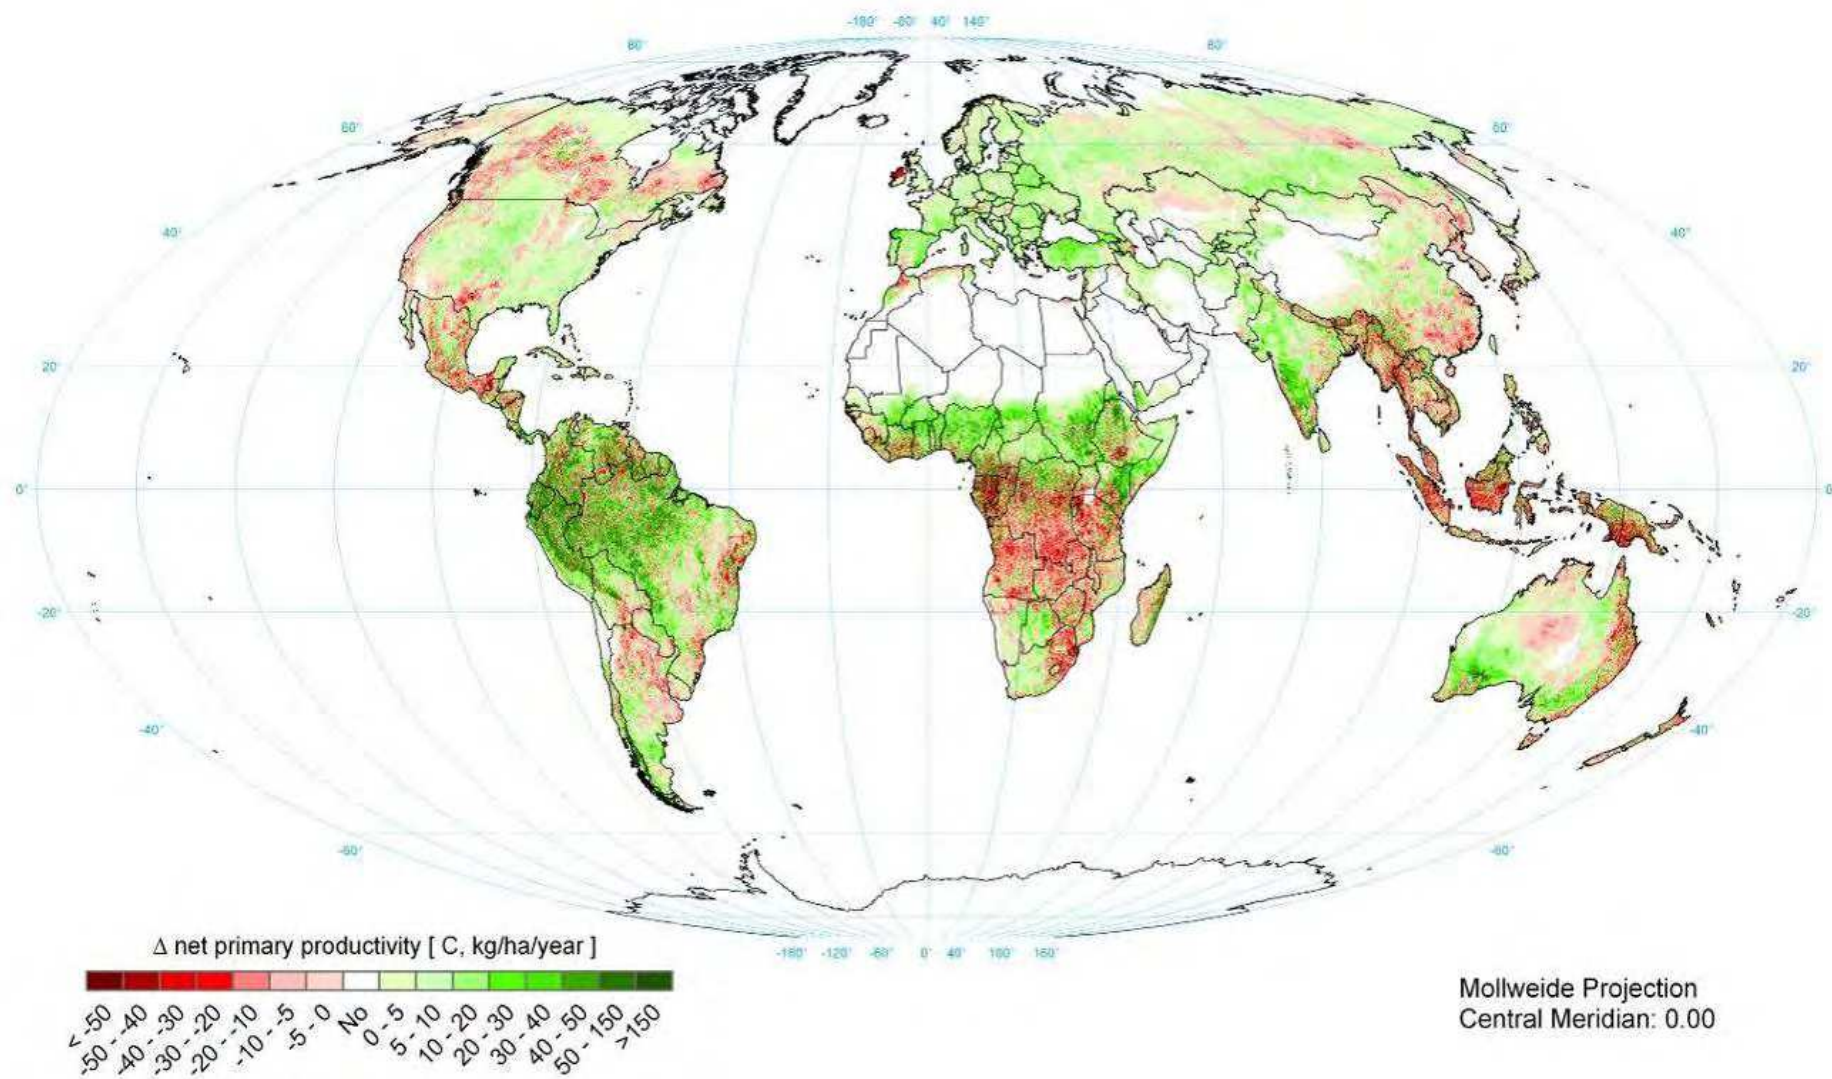 -180° -60° 40° 140°
80° 80°
60° 60°
40° 40°
20° 20°
0° 0
-20° -20
-40° -40°
-60° -60°
-180° -120° -60° 0° 40° 100° 160°
Δ net primary productivity [ C, kg/ha/year ]
< -50
-50 - -40
-40 - -30
-30 - -20
-20 - -10
-10 - -5
-5 - 0
No
0 - 5
5 - 10
10 - 20
20 - 30
30 - 40
40 - 50
50 - 150
>150
Mollweide Projection
Central Meridian: 0.00